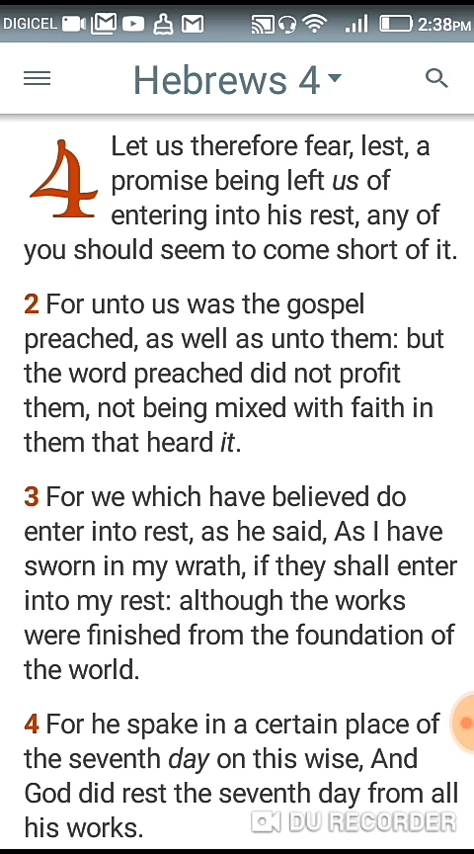 DIGICEL 2:38PM
Hebrews 4
4 Let us therefore fear, lest, a
promise being left us of
entering into his rest, any of
you should seem to come short of it.
2 For unto us was the gospel
preached, as well as unto them: but
the word preached did not profit
them, not being mixed with faith in
them that heard it.
3 For we which have believed do
enter into rest, as he said, As I have
sworn in my wrath, if they shall enter
into my rest: although the works
were finished from the foundation of
the world.
4 For he spake in a certain place of
the seventh day on this wise, And
God did rest the seventh day from all
his works.
DU RECORDER